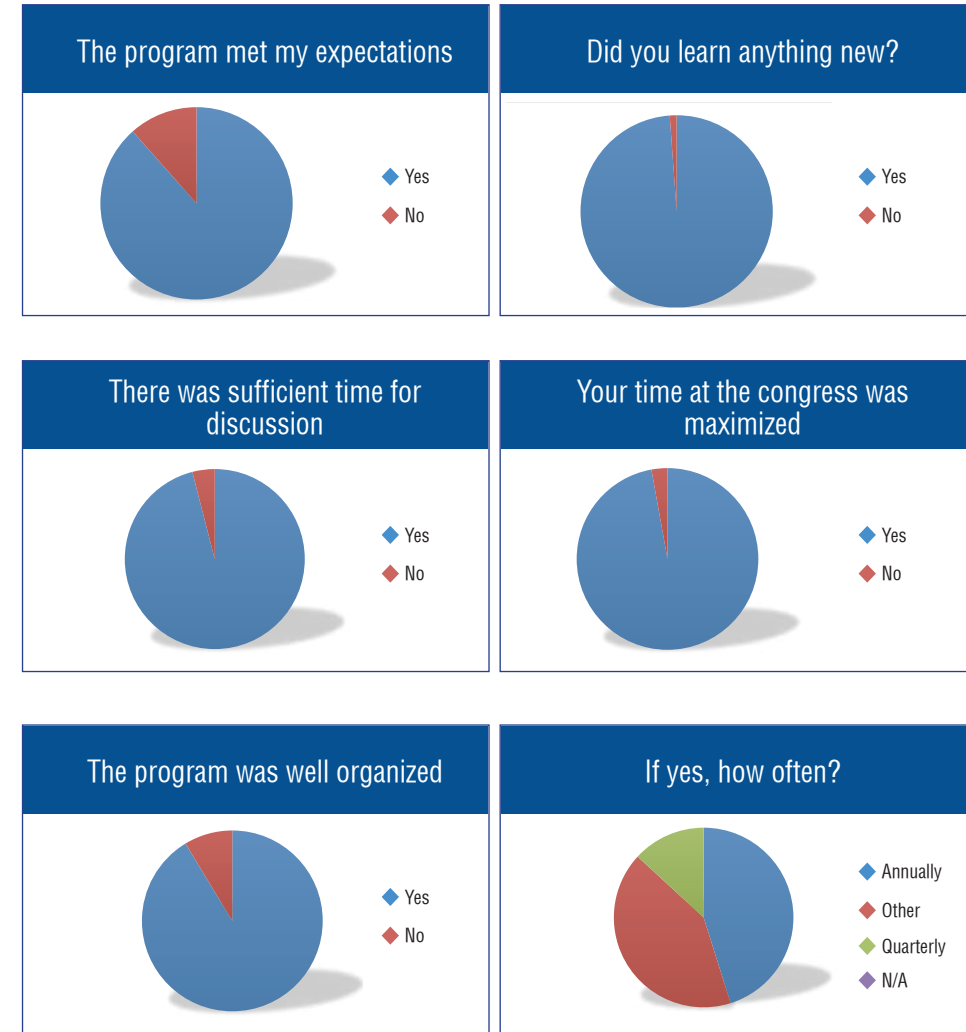 The program met my expectations
Yes
No
Did you learn anything new?
Yes
No
There was sufficient time for
discussion
Yes
No
Your time at the congress was
maximized
Yes
No
The program was well organized
Yes
No
If yes, how often?
Annually
Other
Quarterly
N/A